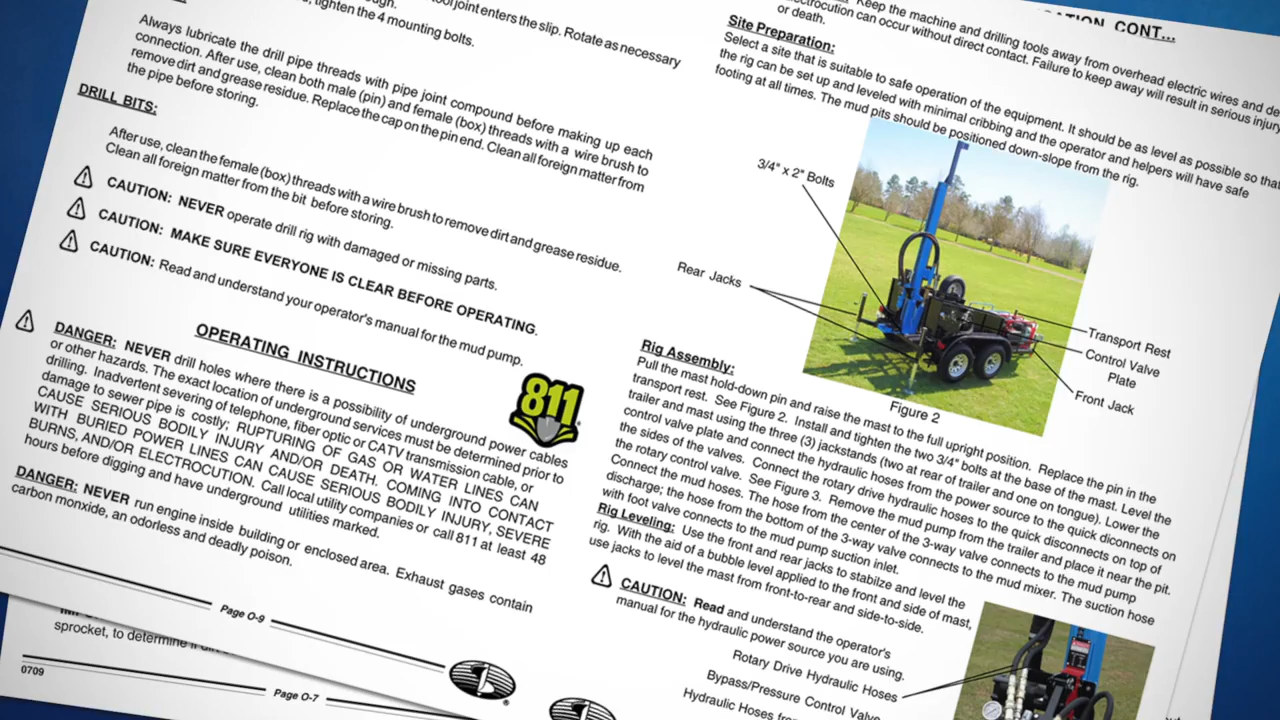 tool joint enters the slip. Rotate as necessary
tighten the 4 mounting bolts.
Always lubricate the drill pipe threads with pipe joint compound before making up each
connection. After use, clean both male (pin) and female (box) threads with a wire brush to
remove dirt and grease residue. Replace the cap on the pin end. Clean all foreign matter from
the pipe before storing.
DRILL BITS:
After use, clean the female (box) threads with a wire brush to remove dirt and grease residue.
Clean all foreign matter from the bit before storing.
CAUTION: NEVER operate drill rig with damaged or missing parts.
CAUTION: MAKE SURE EVERYONE IS CLEAR BEFORE OPERATING.
CAUTION: Read and understand your operator's manual for the mud pump.
OPERATING INSTRUCTIONS
811
DANGER: NEVER drill holes where there is a possibility of underground power cables
or other hazards. The exact location of underground services must be determined prior to
drilling. Inadvertent severing of telephone, fiber optic or CATV transmission cable, or
damage to sewer pipe is costly; RUPTURING OF GAS OR WATER LINES CAN
CAUSE SERIOUS BODILY INJURY AND/OR DEATH. COMING INTO CONTACT
WITH BURIED POWER LINES CAN CAUSE SERIOUS BODILY INJURY, SEVERE
BURNS, AND/OR ELECTROCUTION. Call local utility companies or call 811 at least 48
hours before digging and have underground utilities marked.
DANGER: NEVER run engine inside building or enclosed area. Exhaust gases contain
carbon monoxide, an odorless and deadly poison.
Page O-9
sprocket, to determine if
0709
Page O-7
CONT...
Keep the machine and drilling tools away from overhead electric wires and
can occur without direct contact. Failure to keep away will result in serious injury
or death.
Site Preparation:
Select a site that is suitable to safe operation of the equipment. It should be as level as possible so that
the rig can be set up and leveled with minimal cribbing and the operator and helpers will have safe
footing at all times. The mud pits should be positioned down-slope from the rig.
3/4" x 2" Bolts
Rear Jacks
Transport Rest
Control Valve
Plate
Front Jack
Figure 2
Rig Assembly:
Pull the mast hold-down pin and raise the mast to the full upright position. Replace the pin in the
transport rest. See Figure 2. Install and tighten the two 3/4" bolts at the base of the mast. Level the
trailer and mast using the three (3) jackstands (two at rear of trailer and one on tongue). Lower the
control valve plate and connect the hydraulic hoses from the power source to the quick diconnects on
the sides of the valves. Connect the rotary drive hydraulic hoses to the quick disconnects on top of
the rotary control valve. See Figure 3. Remove the mud pump from the trailer and place it near the pit.
Connect the mud hoses. The hose from the center of the 3-way valve connects to the mud pump
discharge; the hose from the bottom of the 3-way valve connects to the mud mixer. The suction hose
with foot valve connects to the mud pump suction inlet.
Rig Leveling: Use the front and rear jacks to stabilze and level the
rig. With the aid of a bubble level applied to the front and side of mast,
use jacks to level the mast from front-to-rear and side-to-side.
CAUTION: Read and understand the operator's
manual for the hydraulic power source you are using.
Rotary Drive Hydraulic Hoses
Bypass/Pressure Control Valve
Hydraulic Hoses